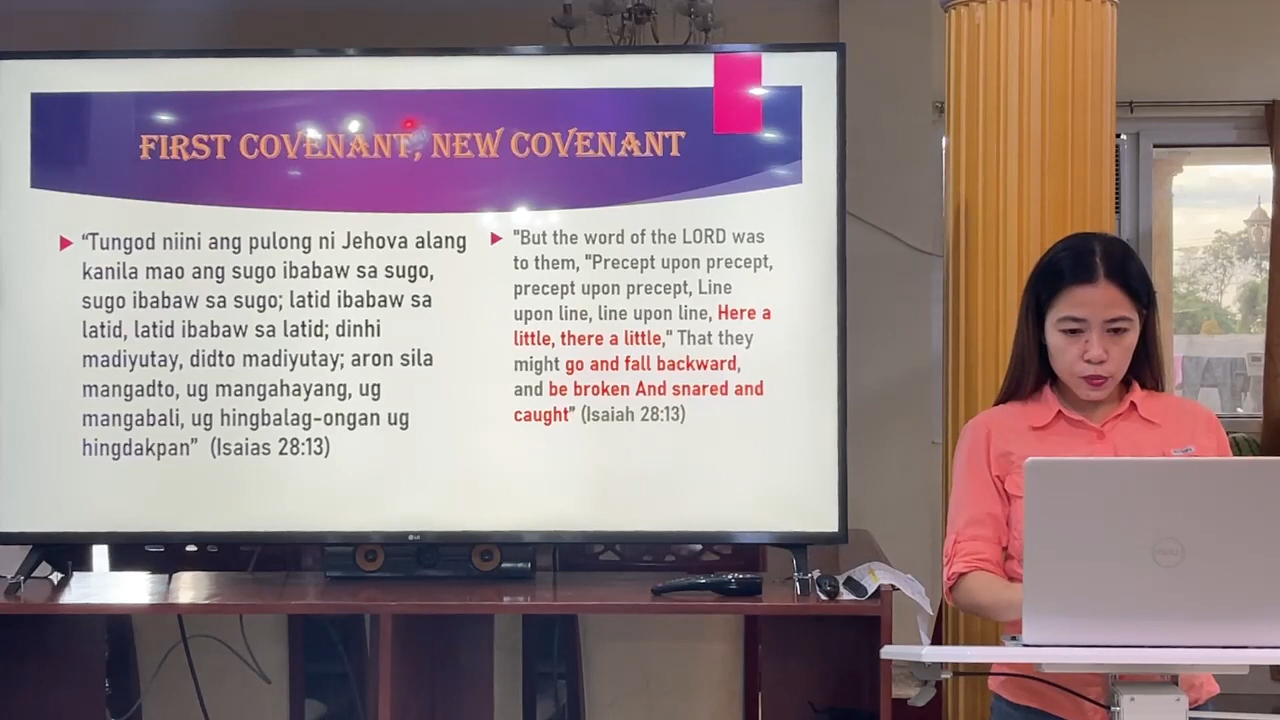 FIRST COVENANT, NEW COVENANT
"Tungod niini ang pulong ni Jehova alang
kanila mao ang sugo ibabaw sa sugo,
sugo ibabaw sa sugo; latid ibabaw sa
latid, latid ibabaw sa latid; dinhi
madiyutay, didto madiyutay; aron sila
mangadto, ug mangahayang, ug
mangabali, ug hingbalag-ongan ug
hingdakpan" (Isaias 28:13)
"But the word of the LORD was
to them, "Precept upon precept,
precept upon precept, Line
upon line, line upon line, Here a
little, there a little," That they
might go and fall backward,
and be broken And snared and
caught" (Isaiah 28:13)
LG
DELL